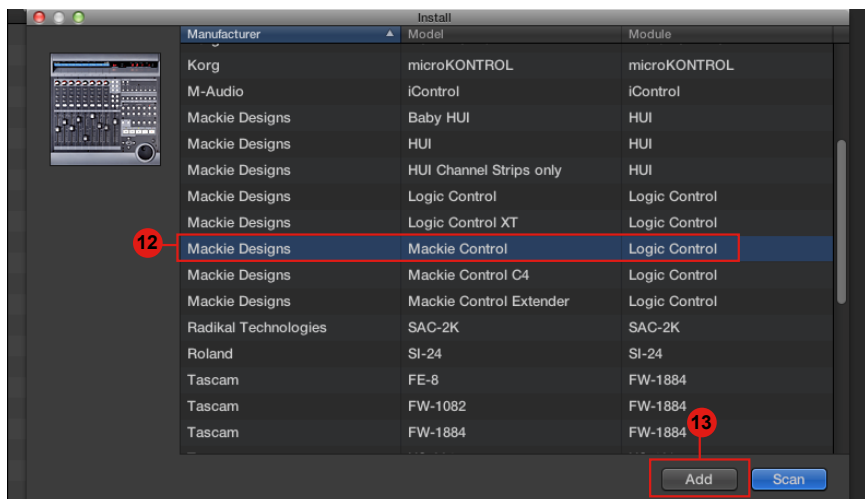 Install
Manufacturer Model Module
Korg microKONTROL microKONTROL
M-Audio iControl iControl
Mackie Designs Baby HUI HUI
Mackie Designs HUI HUI
Mackie Designs HUI Channel Strips only HUI
Mackie Designs Logic Control Logic Control
Mackie Designs Logic Control XT Logic Control
12 Mackie Designs Mackie Control Logic Control
Mackie Designs Mackie Control C4 Logic Control
Mackie Designs Mackie Control Extender Logic Control
Radikal Technologies SAC-2K SAC-2K
Roland SI-24 SI-24
Tascam FE-8 FW-1884
Tascam FW-1082 FW-1884
Tascam FW-1884 FW-1884
13
Add Scan